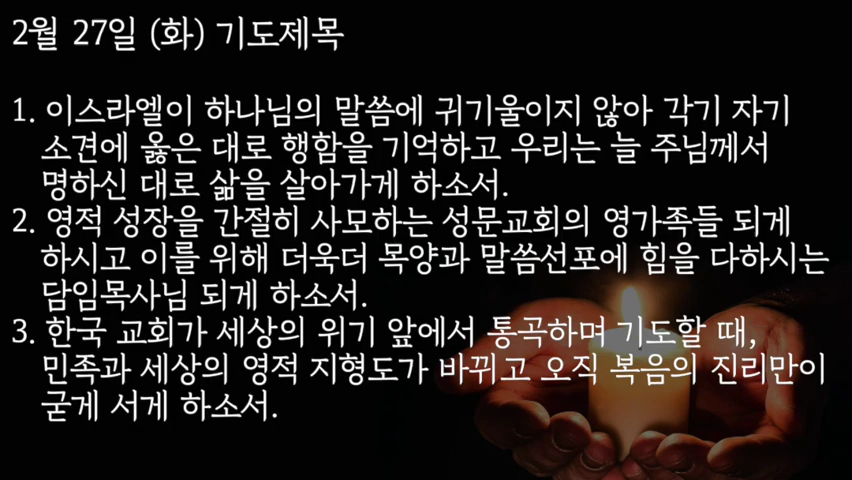 2월 27일 (화) 기도제목
1. 이스라엘이 하나님의 말씀에 귀기울이지 않아 각기 자기
소견에 옳은 대로 행함을 기억하고 우리는 늘 주님께서
명하신 대로 삶을 살아가게 하소서.
2. 영적 성장을 간절히 사모하는 성문교회의 영가족들 되게
하시고 이를 위해 더욱더 목양과 말씀선포에 힘을 다하시는
담임목사님 되게 하소서.
3. 한국 교회가 세상의 위기 앞에서 통곡하며 기도할 때,
민족과 세상의 영적 지형도가 바뀌고 오직 복음의 진리만이
굳게 서게 하소서.